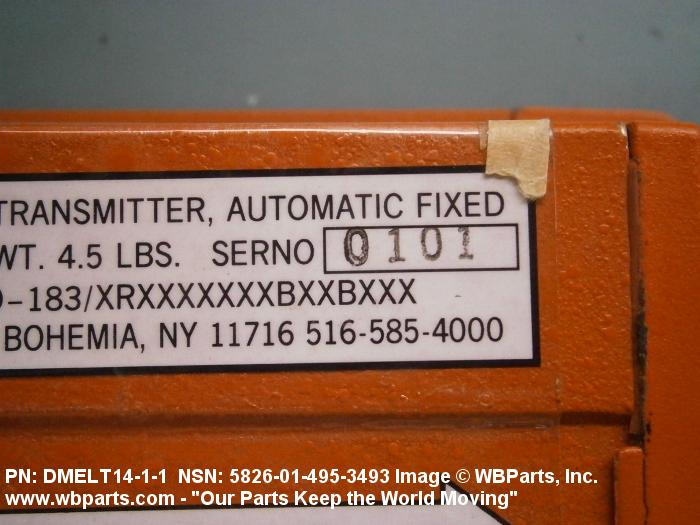 TRANSMITTER, AUTOMATIC FIXED
WT. 4.5 LBS. SERNO 0101
-183/XRXXXXXXXBXXBXXX
BOHEMIA, NY 11716 516-585-4000
PN: DMELT14-1-1 NSN: 5826-01-495-3493 Image © WBParts, Inc.
www.wbparts.com - "Our Parts Keep the World Moving"